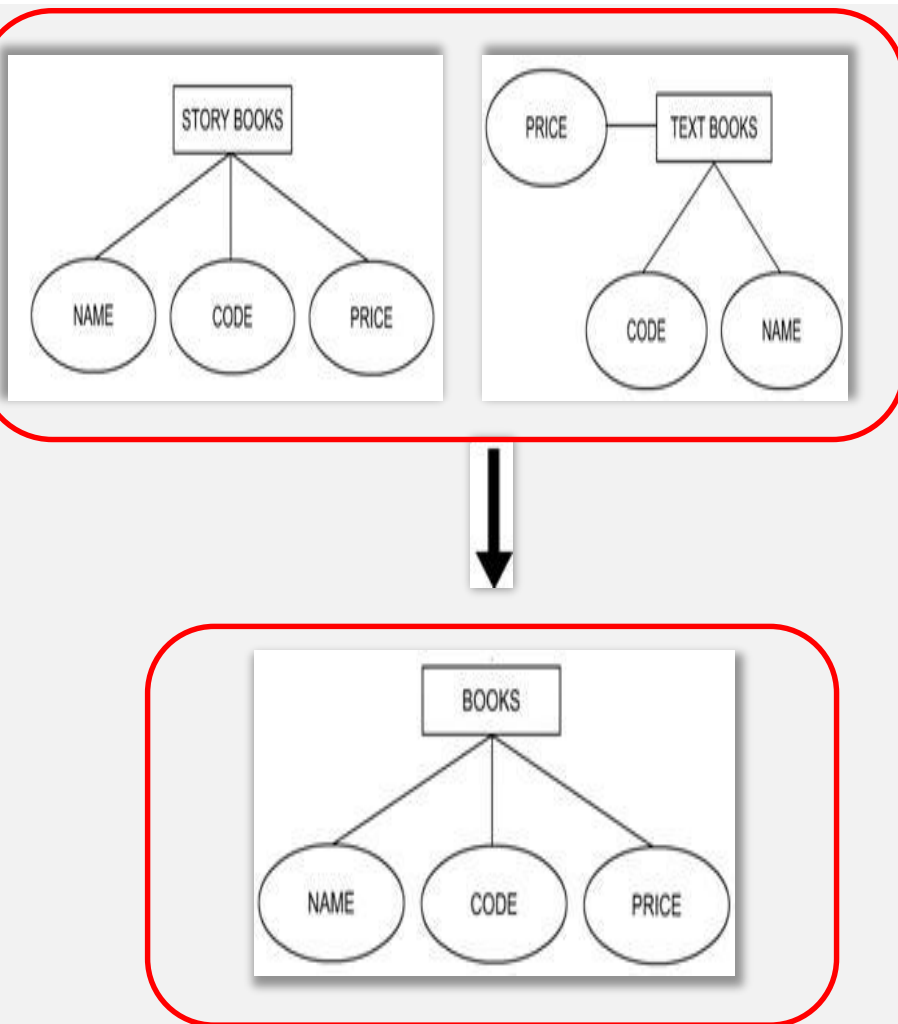 STORY BOOKS
NAME
CODE
PRICE
PRICE
TEXT BOOKS
CODE
NAME
BOOKS
NAME
CODE
PRICE